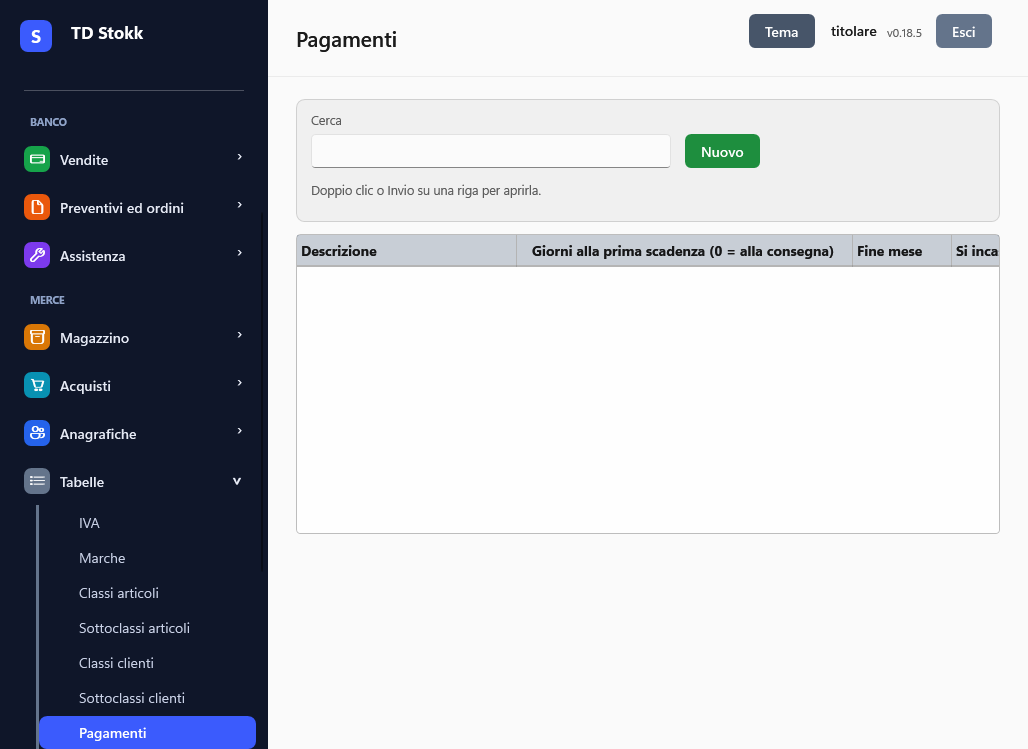 S
TD Stokk
BANCO
Vendite
Preventivi ed ordini
Assistenza
MERCE
Magazzino
Acquisti
Anagrafiche
Tabelle
IVA
Marche
Classi articoli
Sottoclassi articoli
Classi clienti
Sottoclassi clienti
Pagamenti
Pagamenti
Tema
titolare
v0.18.5
Esci
Cerca
Nuovo
Doppio clic o Invio su una riga per aprirla.
Descrizione
Giorni alla prima scadenza (0 = alla consegna)
Fine mese
Si inca